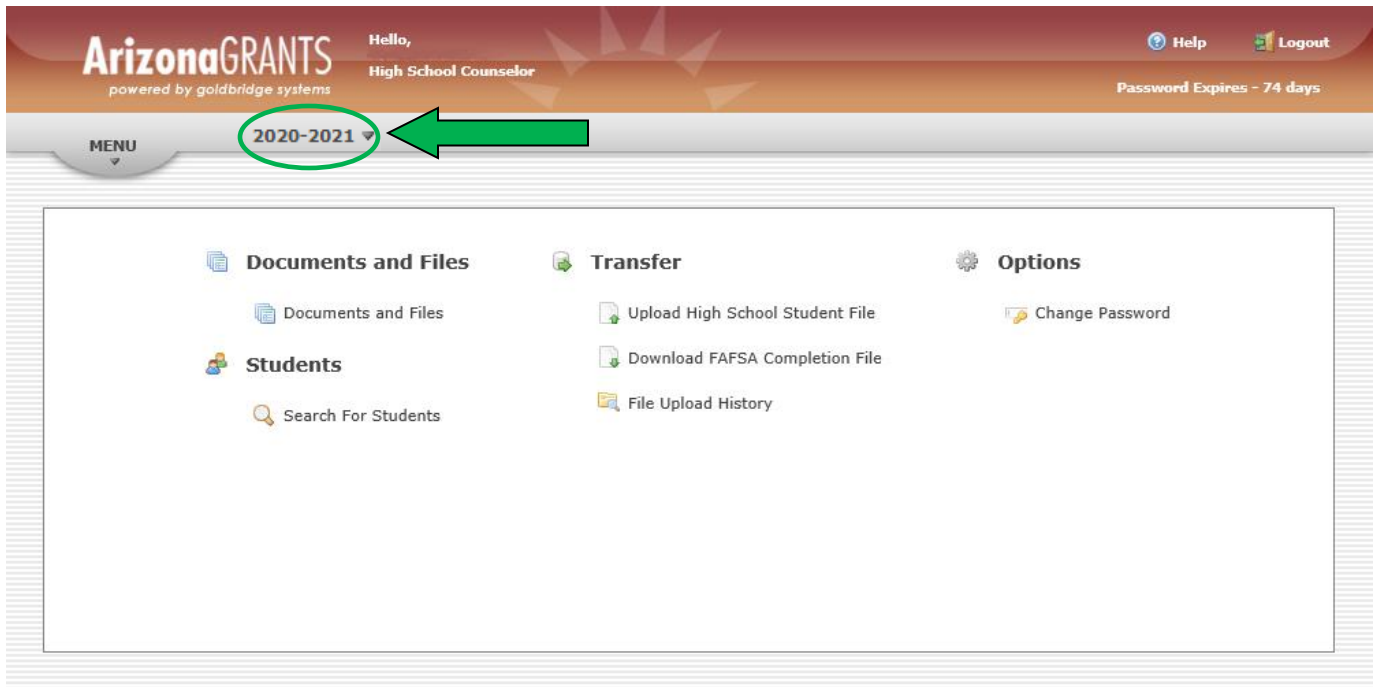 ArizonaGRANTS
powered by goldbridge systems
Hello,
High School Counselor
Help
Logout
Password Expires - 74 days
MENU
2020-2021
Documents and Files
Documents and Files
Students
Search For Students
Transfer
Upload High School Student File
Download FAFSA Completion File
File Upload History
Options
Change Password